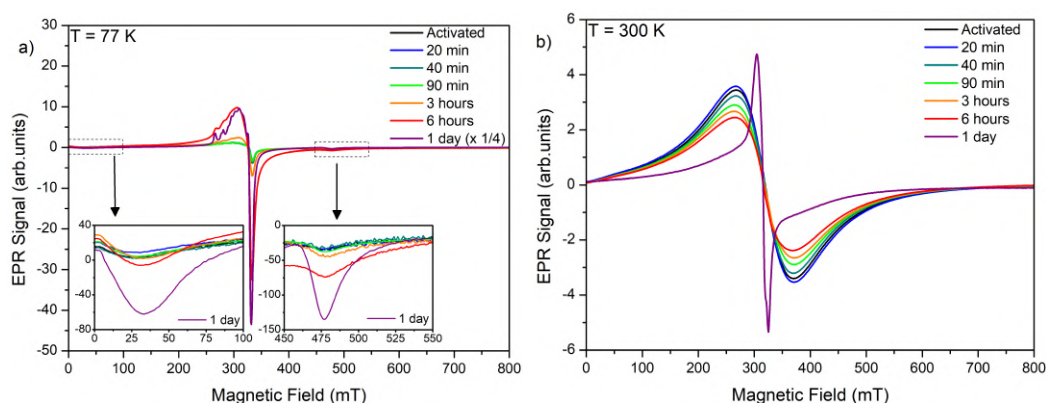 a)
T = 77 K
EPR Signal (arb.units)
30
20
10
0
-10
-20
-30
-40
-50
Activated
20 min
40 min
90 min
3 hours
6 hours
1 day (x 1/4)
40
0
-40
-80
0 25 50 75 100
1 day
0
-50
-100
-150
450 475 500 525 550
1 day
0 100 200 300 400 500 600 700 800
Magnetic Field (mT)
b)
T = 300 K
EPR Signal (arb.units)
6
4
2
0
-2
-4
-6
Activated
20 min
40 min
90 min
3 hours
6 hours
1 day
0 100 200 300 400 500 600 700 800
Magnetic Field (mT)